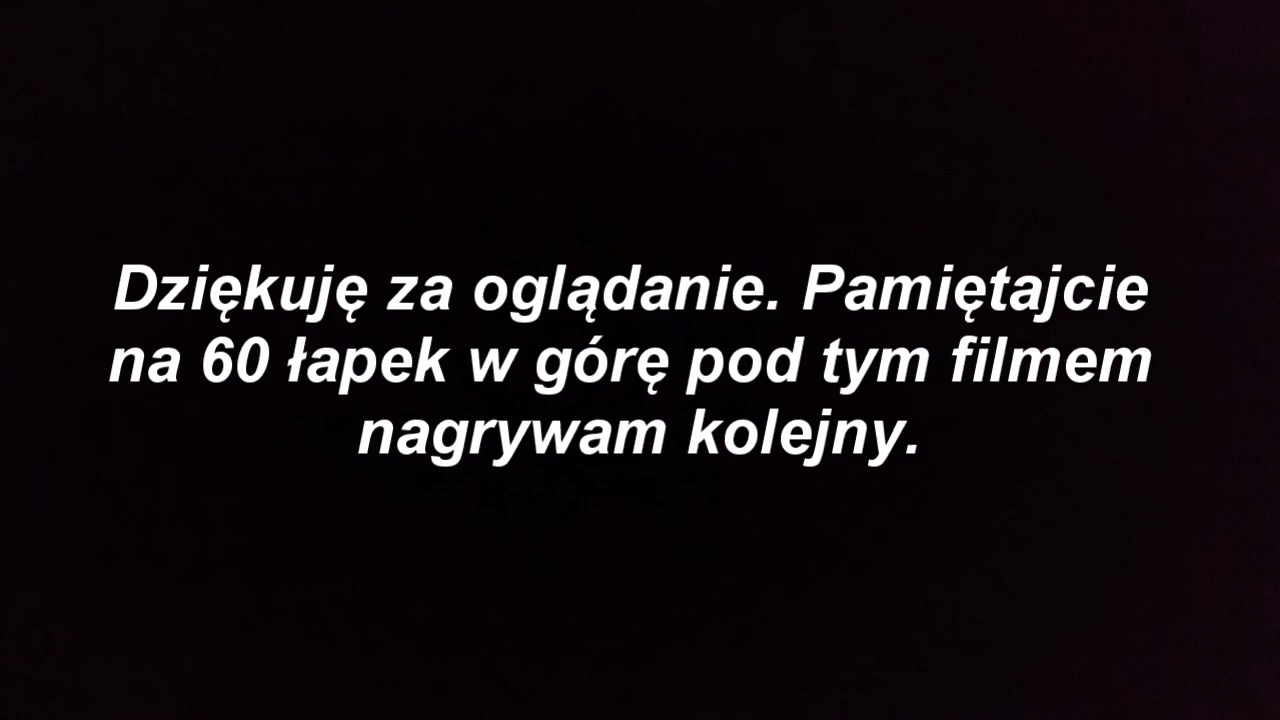 Dziękuję za oglądanie. Pamiętajcie
na 60 łapek w górę pod tym filmem
nagrywam kolejny.